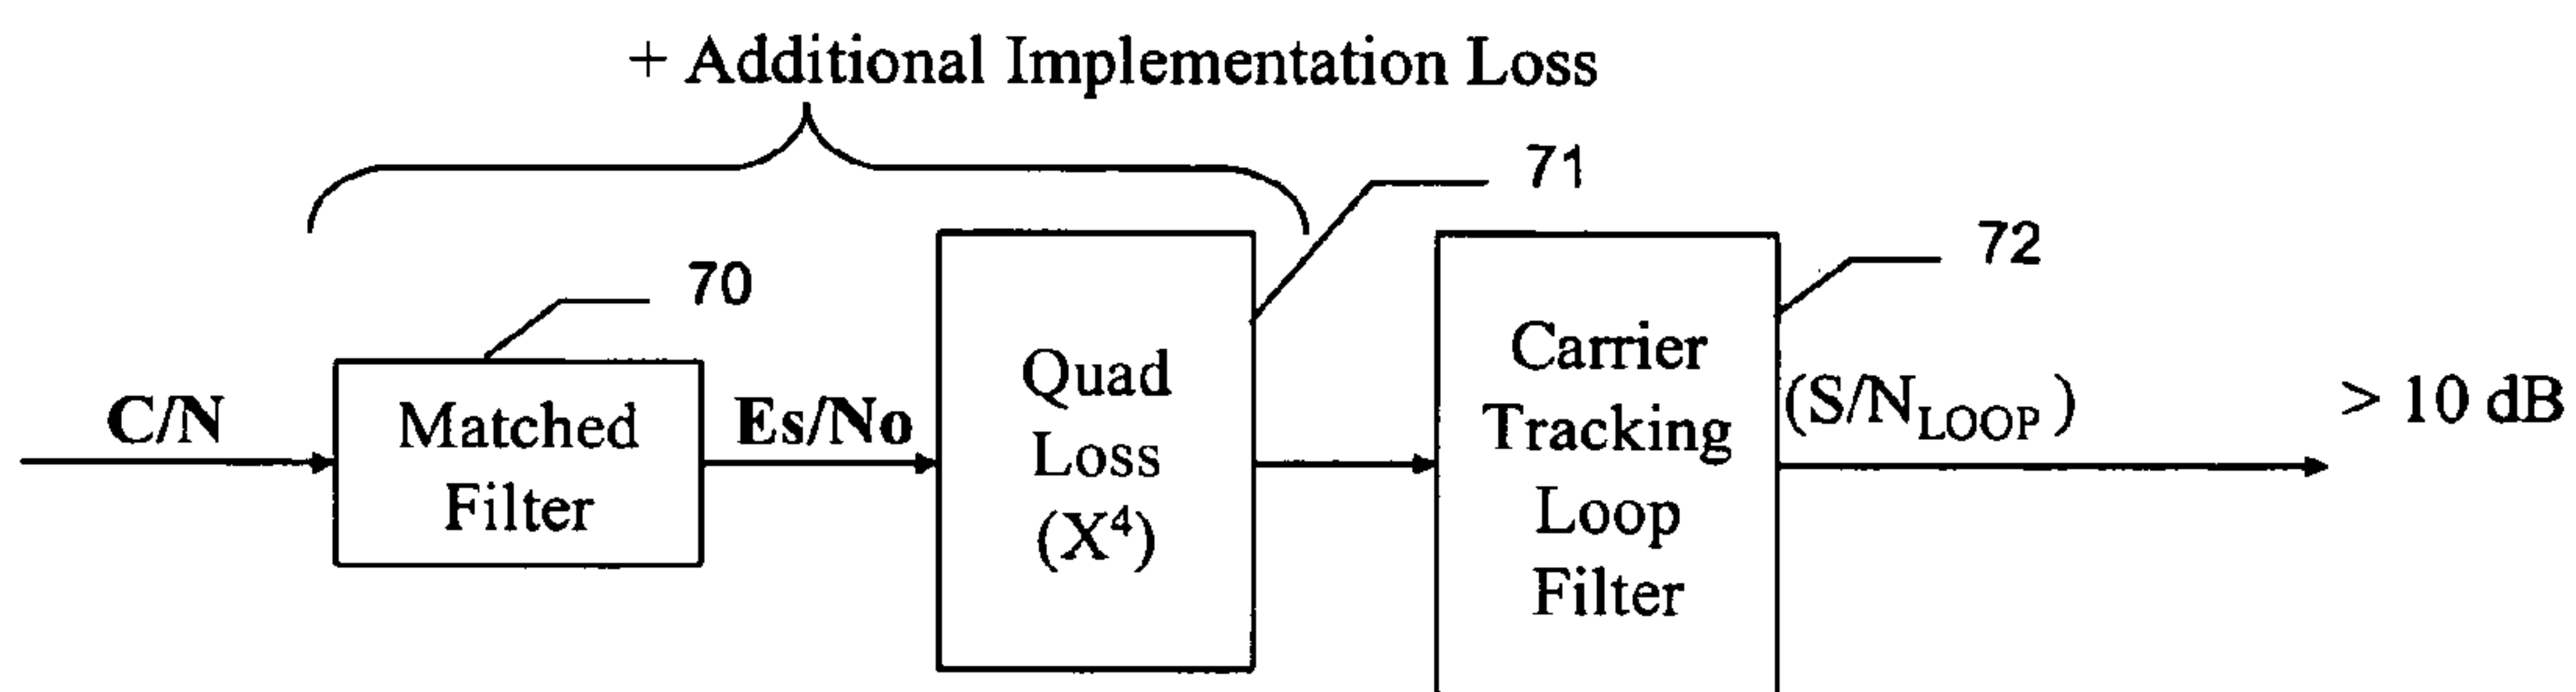 + Additional Implementation Loss
71
72
70
C/N
Matched
Filter
Es/No
Quad
Loss
(X⁴)
Carrier
Tracking
Loop
Filter
(S/N_LOOP)
> 10 dB